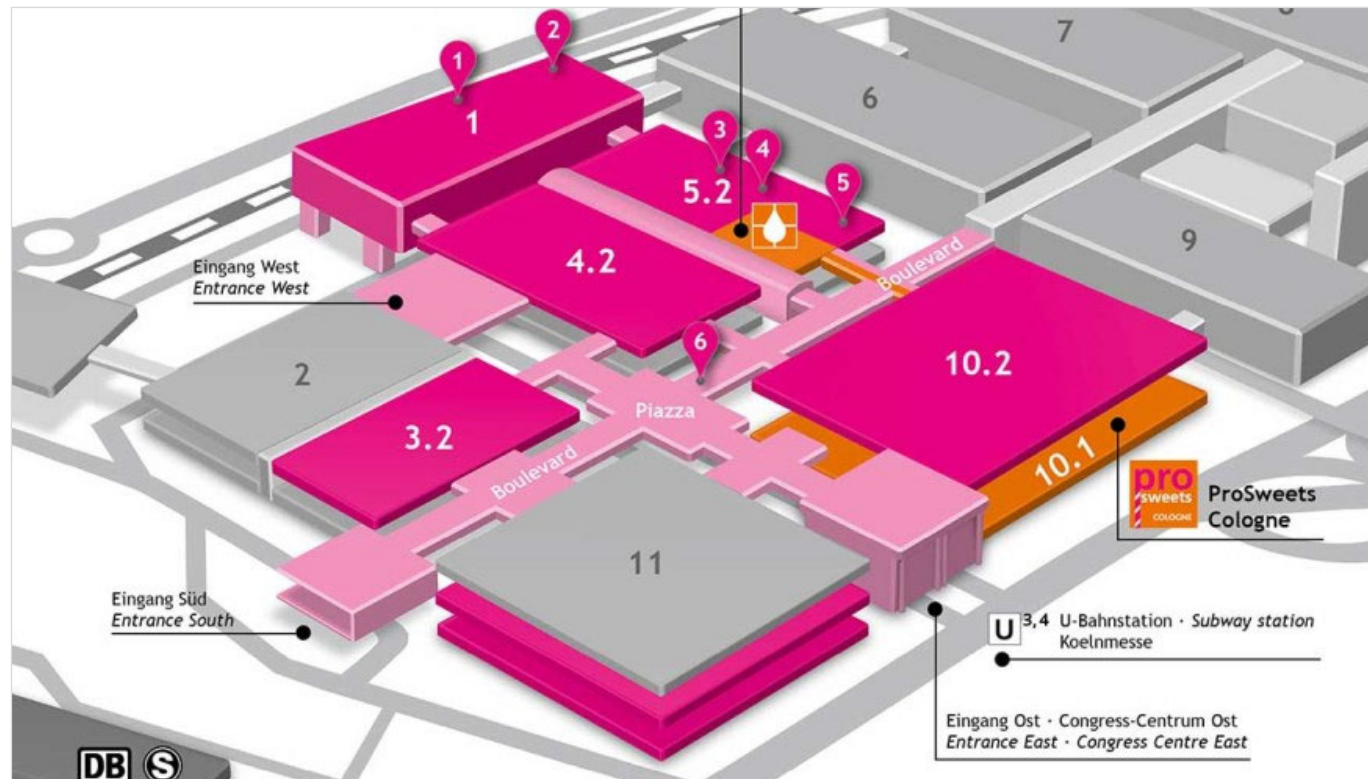 2
1
7
6
1
3
4
5
5.2
9
4.2
Boulevard
Eingang West
Entrance West
6
2
10.2
Piazza
3.2
10.1
Boulevard
pro
sweets
COLOGNE
ProSweets
Cologne
11
Eingang Süd
Entrance South
U 3,4 U-Bahnstation · Subway station
Koelnmesse
Eingang Ost · Congress-Centrum Ost
Entrance East · Congress Centre East
DB S